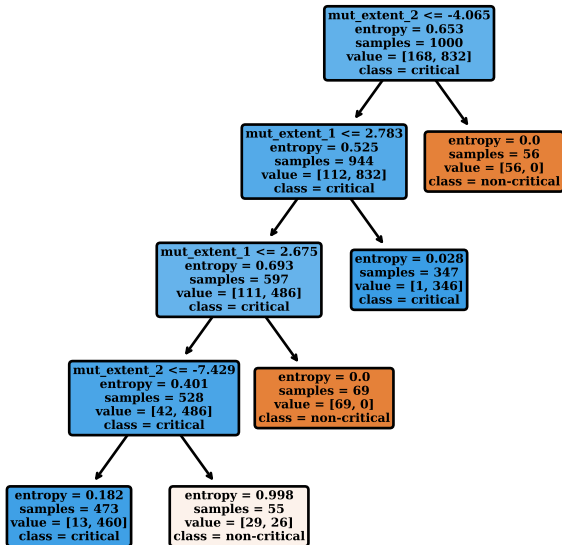 mut_extent_2 <= -4.065
entropy = 0.653
samples = 1000
value = [168, 832]
class = critical
mut_extent_1 <= 2.783
entropy = 0.525
samples = 944
value = [112, 832]
class = critical
entropy = 0.0
samples = 56
value = [56, 0]
class = non-critical
mut_extent_1 <= 2.675
entropy = 0.693
samples = 597
value = [111, 486]
class = critical
entropy = 0.028
samples = 347
value = [1, 346]
class = critical
mut_extent_2 <= -7.429
entropy = 0.401
samples = 528
value = [42, 486]
class = critical
entropy = 0.0
samples = 69
value = [69, 0]
class = non-critical
entropy = 0.182
samples = 473
value = [13, 460]
class = critical
entropy = 0.998
samples = 55
value = [29, 26]
class = non-critical